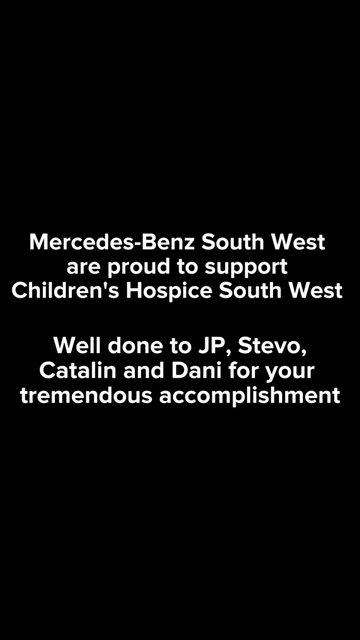 Mercedes-Benz South West
are proud to support
Children's Hospice South West
Well done to JP, Stevo,
Catalin and Dani for your
tremendous accomplishment